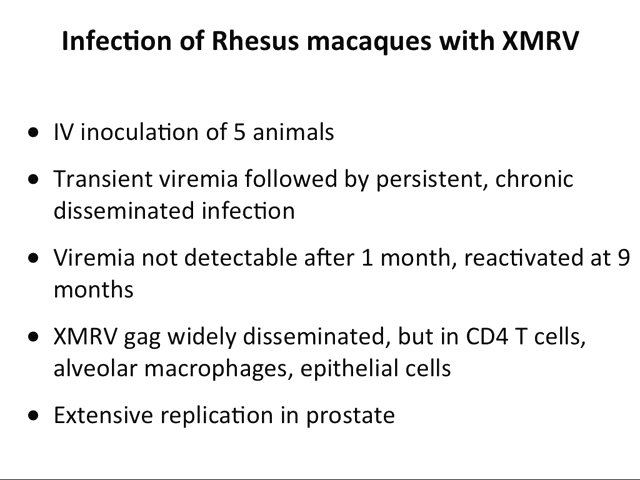 Infection of Rhesus macaques with XMRV
• IV inoculation of 5 animals
• Transient viremia followed by persistent, chronic
disseminated infection
• Viremia not detectable after 1 month, reactivated at 9
months
• XMRV gag widely disseminated, but in CD4 T cells,
alveolar macrophages, epithelial cells
• Extensive replication in prostate